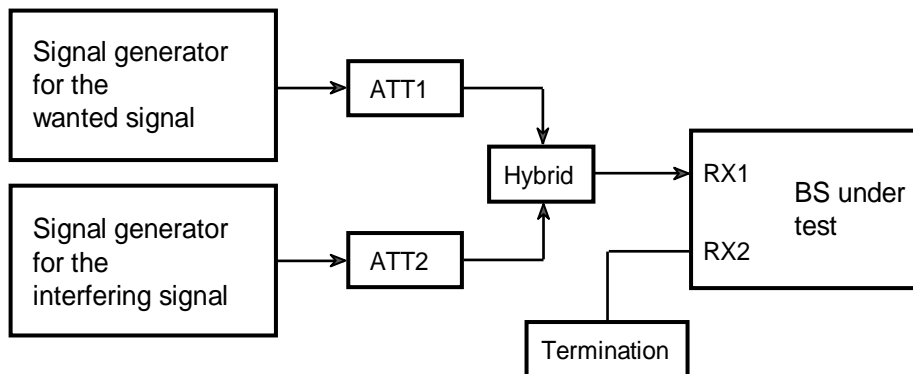 Signal generator
for the
wanted signal
ATT1
Hybrid
RX1
BS under
test
RX2
Signal generator
for the
interfering signal
ATT2
Termination